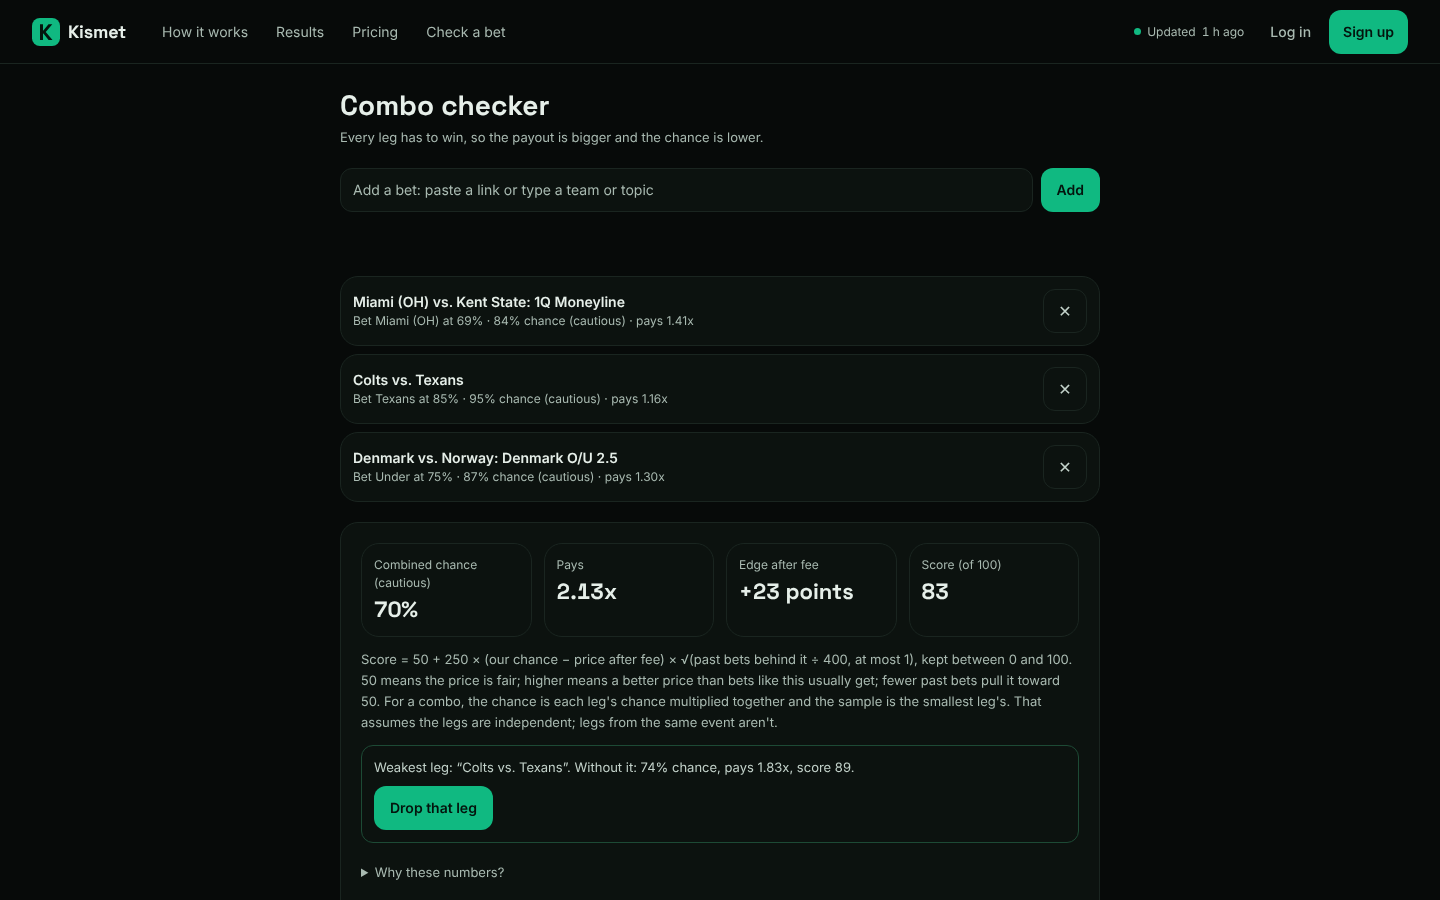 K Kismet How it works Results Pricing Check a bet Updated 1 h ago Log in Sign up
Combo checker
Every leg has to win, so the payout is bigger and the chance is lower.
Add a bet: paste a link or type a team or topic Add
Miami (OH) vs. Kent State: 1Q Moneyline
Bet Miami (OH) at 69% · 84% chance (cautious) · pays 1.41x
✕
Colts vs. Texans
Bet Texans at 85% · 95% chance (cautious) · pays 1.16x
✕
Denmark vs. Norway: Denmark O/U 2.5
Bet Under at 75% · 87% chance (cautious) · pays 1.30x
✕
Combined chance
(cautious)
70%
Pays
2.13x
Edge after fee
+23 points
Score (of 100)
83
Score = 50 + 250 × (our chance − price after fee) × √(past bets behind it ÷ 400, at most 1), kept between 0 and 100.
50 means the price is fair; higher means a better price than bets like this usually get; fewer past bets pull it toward
50. For a combo, the chance is each leg's chance multiplied together and the sample is the smallest leg's. That
assumes the legs are independent; legs from the same event aren't.
Weakest leg: “Colts vs. Texans”. Without it: 74% chance, pays 1.83x, score 89.
Drop that leg
▶ Why these numbers?